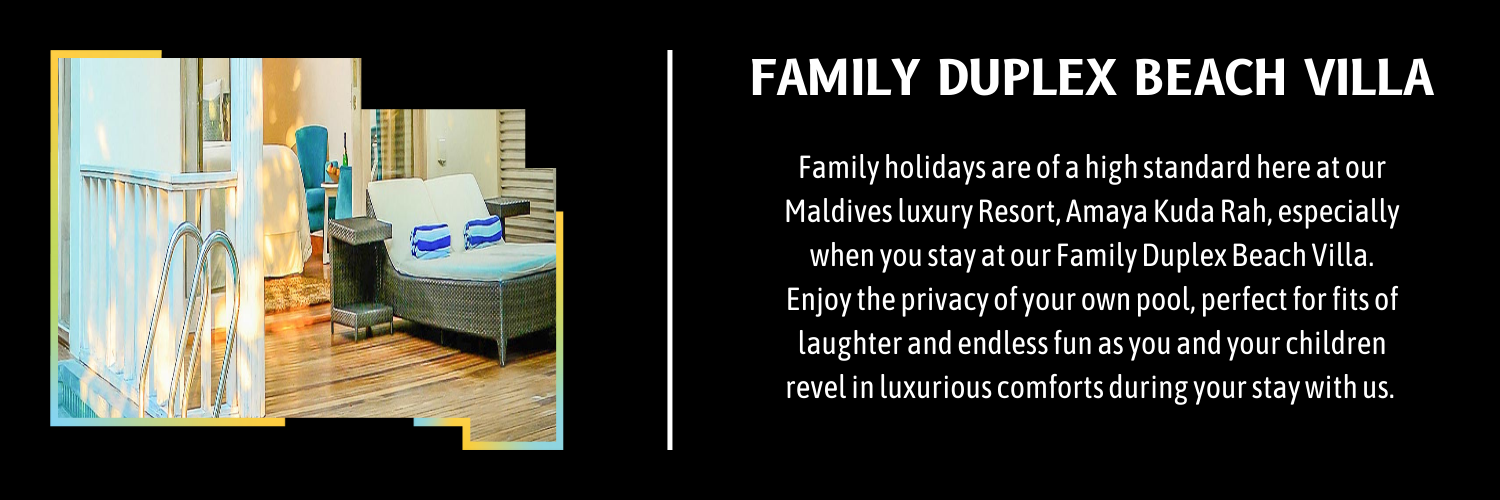 FAMILY DUPLEX BEACH VILLA
Family holidays are of a high standard here at our
Maldives luxury Resort, Amaya Kuda Rah, especially
when you stay at our Family Duplex Beach Villa.
Enjoy the privacy of your own pool, perfect for fits of
laughter and endless fun as you and your children
revel in luxurious comforts during your stay with us.